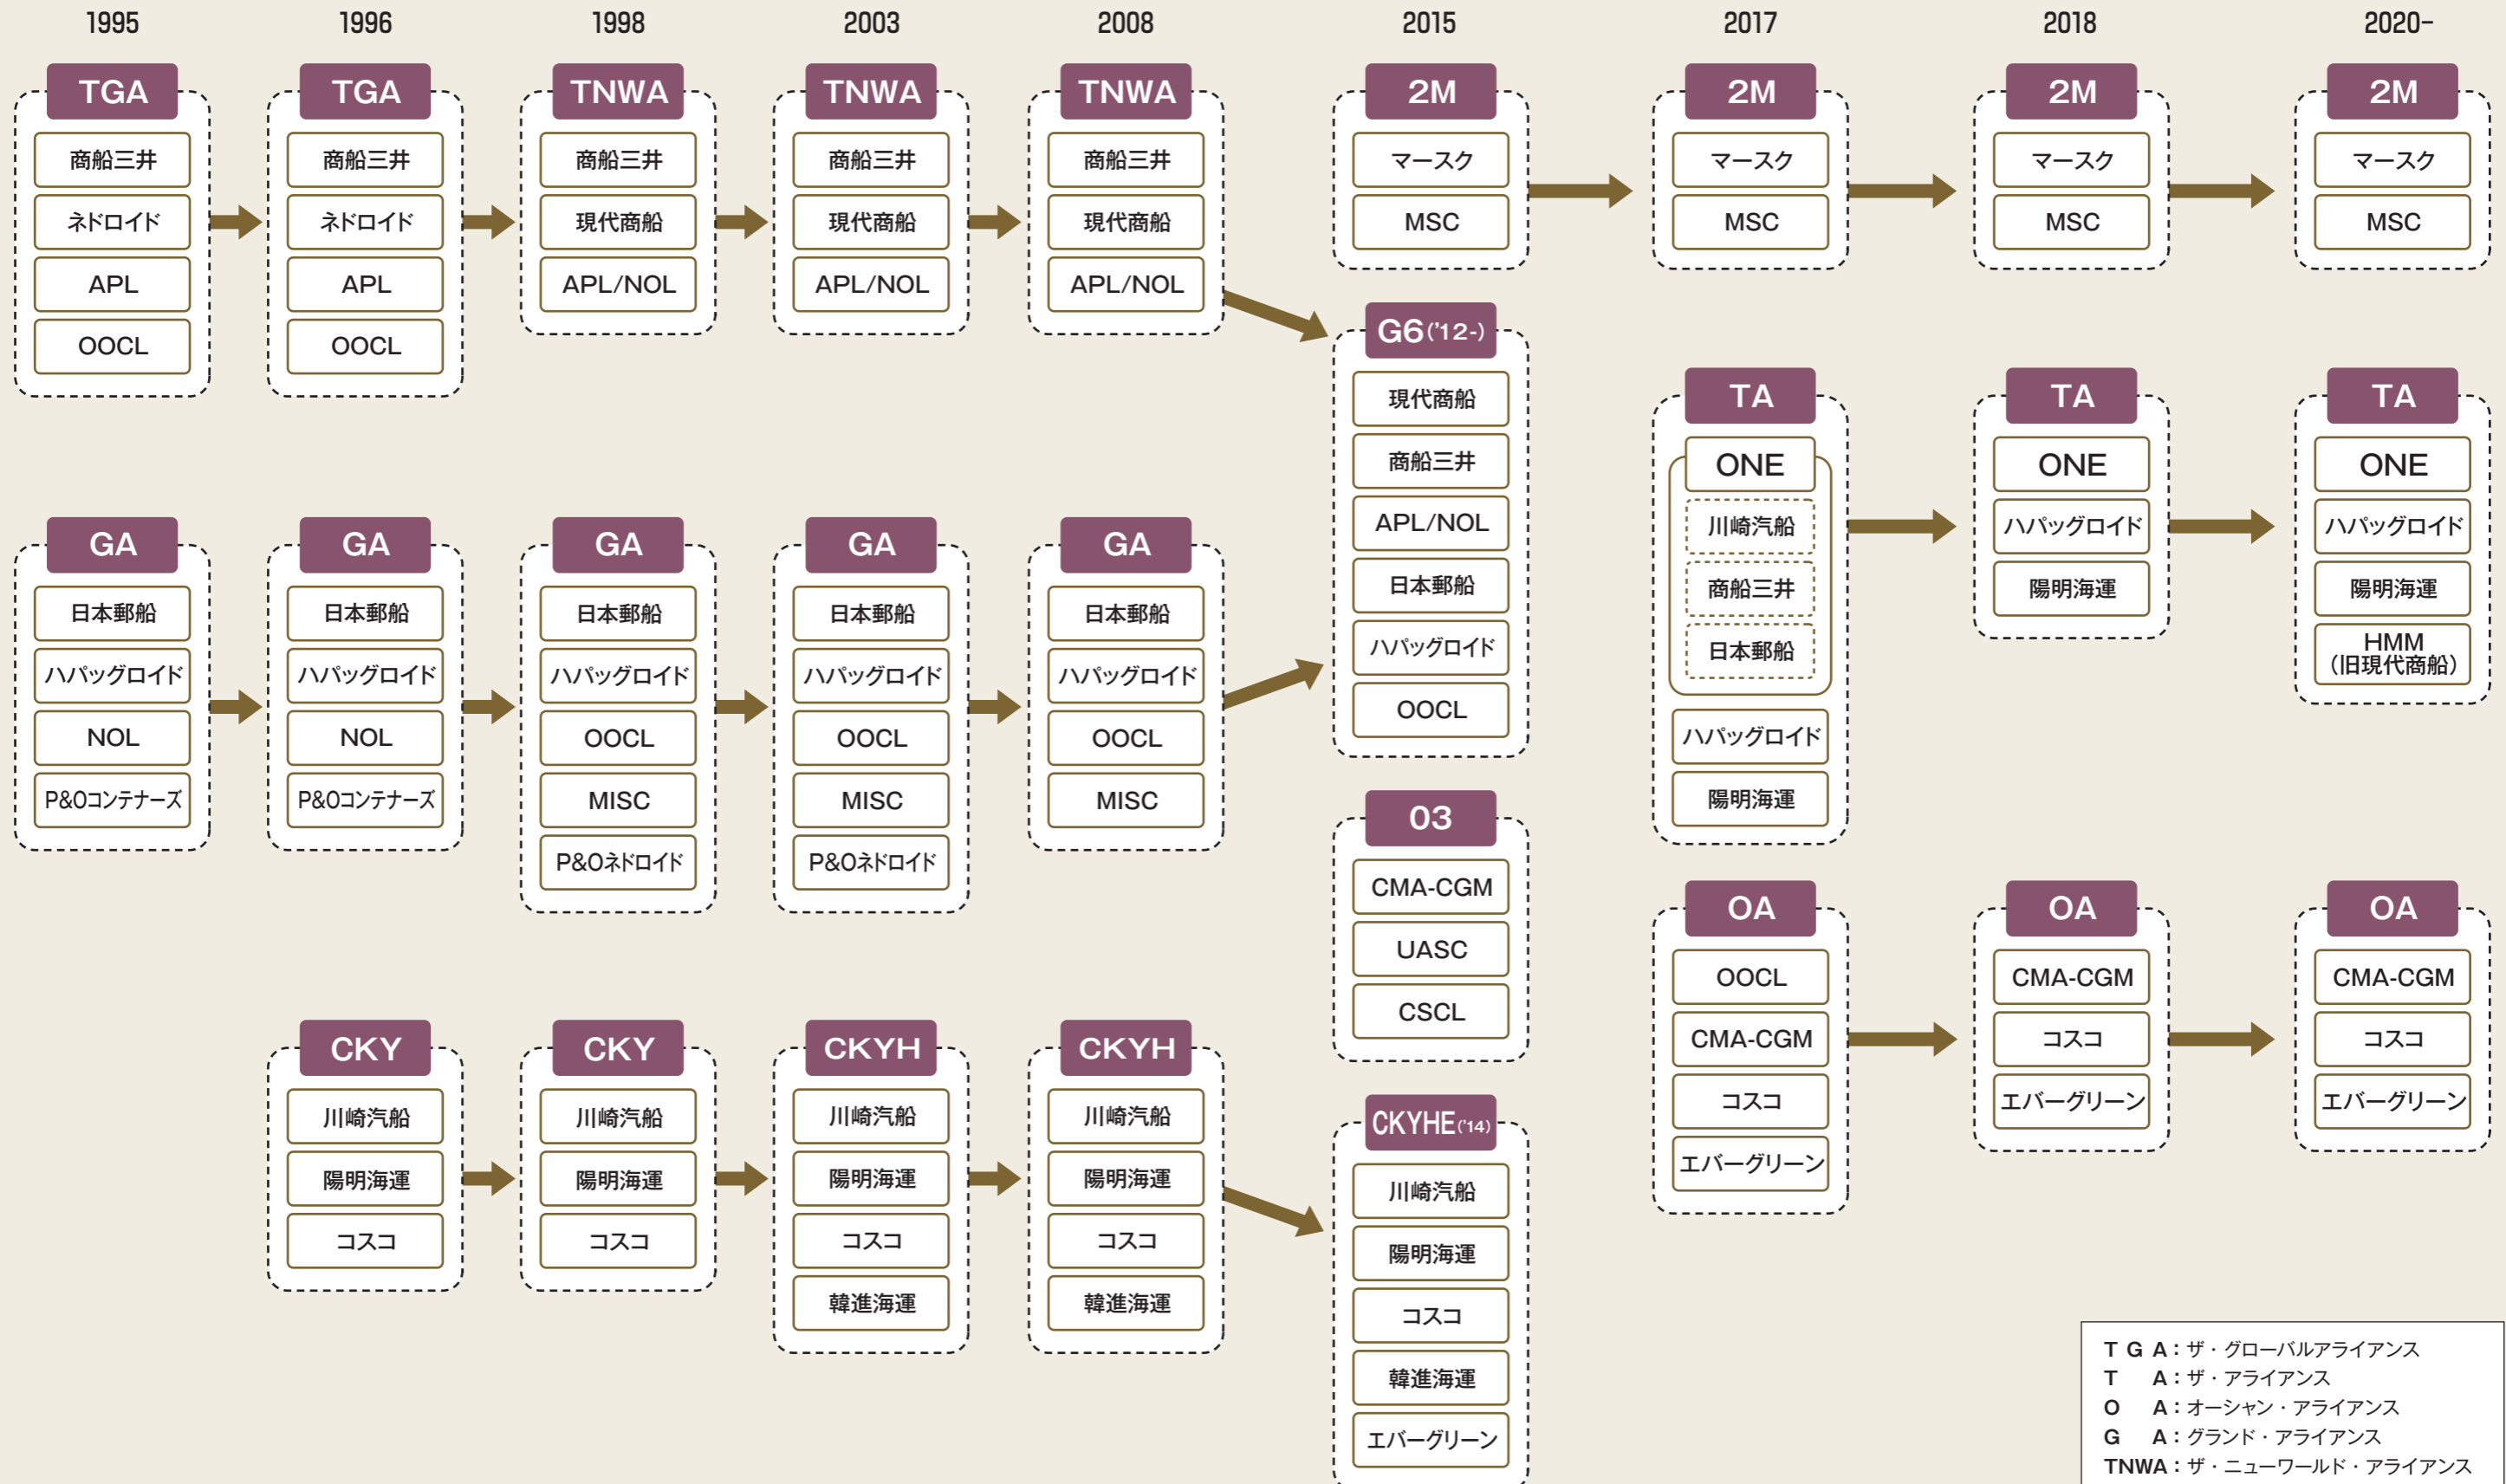 1995
1996
1998
2003
2008
2015
2017
2018
2020-
TGA
商船三井
ネドロイド
APL
OOCL
TGA
商船三井
ネドロイド
APL
OOCL
TNWA
商船三井
現代商船
APL/NOL
TNWA
商船三井
現代商船
APL/NOL
TNWA
商船三井
現代商船
APL/NOL
2M
マースク
MSC
2M
マースク
MSC
2M
マースク
MSC
2M
マースク
MSC
GA
日本郵船
ハパッグロイド
NOL
P&Oコンテナーズ
GA
日本郵船
ハパッグロイド
NOL
P&Oコンテナーズ
GA
日本郵船
ハパッグロイド
OOCL
MISC
P&Oネドロイド
GA
日本郵船
ハパッグロイド
OOCL
MISC
P&Oネドロイド
GA
日本郵船
ハパッグロイド
OOCL
MISC
G6('12-)
現代商船
商船三井
APL/NOL
日本郵船
ハパッグロイド
OOCL
TA
ONE
川崎汽船
商船三井
日本郵船
ハパッグロイド
陽明海運
TA
ONE
ハパッグロイド
陽明海運
TA
ONE
ハパッグロイド
陽明海運
HMM
(旧現代商船)
03
CMA-CGM
UASC
CSCL
OA
OOCL
CMA-CGM
コスコ
エバーグリーン
OA
CMA-CGM
コスコ
エバーグリーン
OA
CMA-CGM
コスコ
エバーグリーン
CKY
川崎汽船
陽明海運
コスコ
CKY
川崎汽船
陽明海運
コスコ
CKYH
川崎汽船
陽明海運
コスコ
韓進海運
CKYH
川崎汽船
陽明海運
コスコ
韓進海運
CKYHE('14)
川崎汽船
陽明海運
コスコ
韓進海運
エバーグリーン
T G A：ザ・グローバルアライアンス
T A：ザ・アライアンス
O A：オーシャン・アライアンス
G A：グランド・アライアンス
TNWA：ザ・ニューワールド・アライアンス